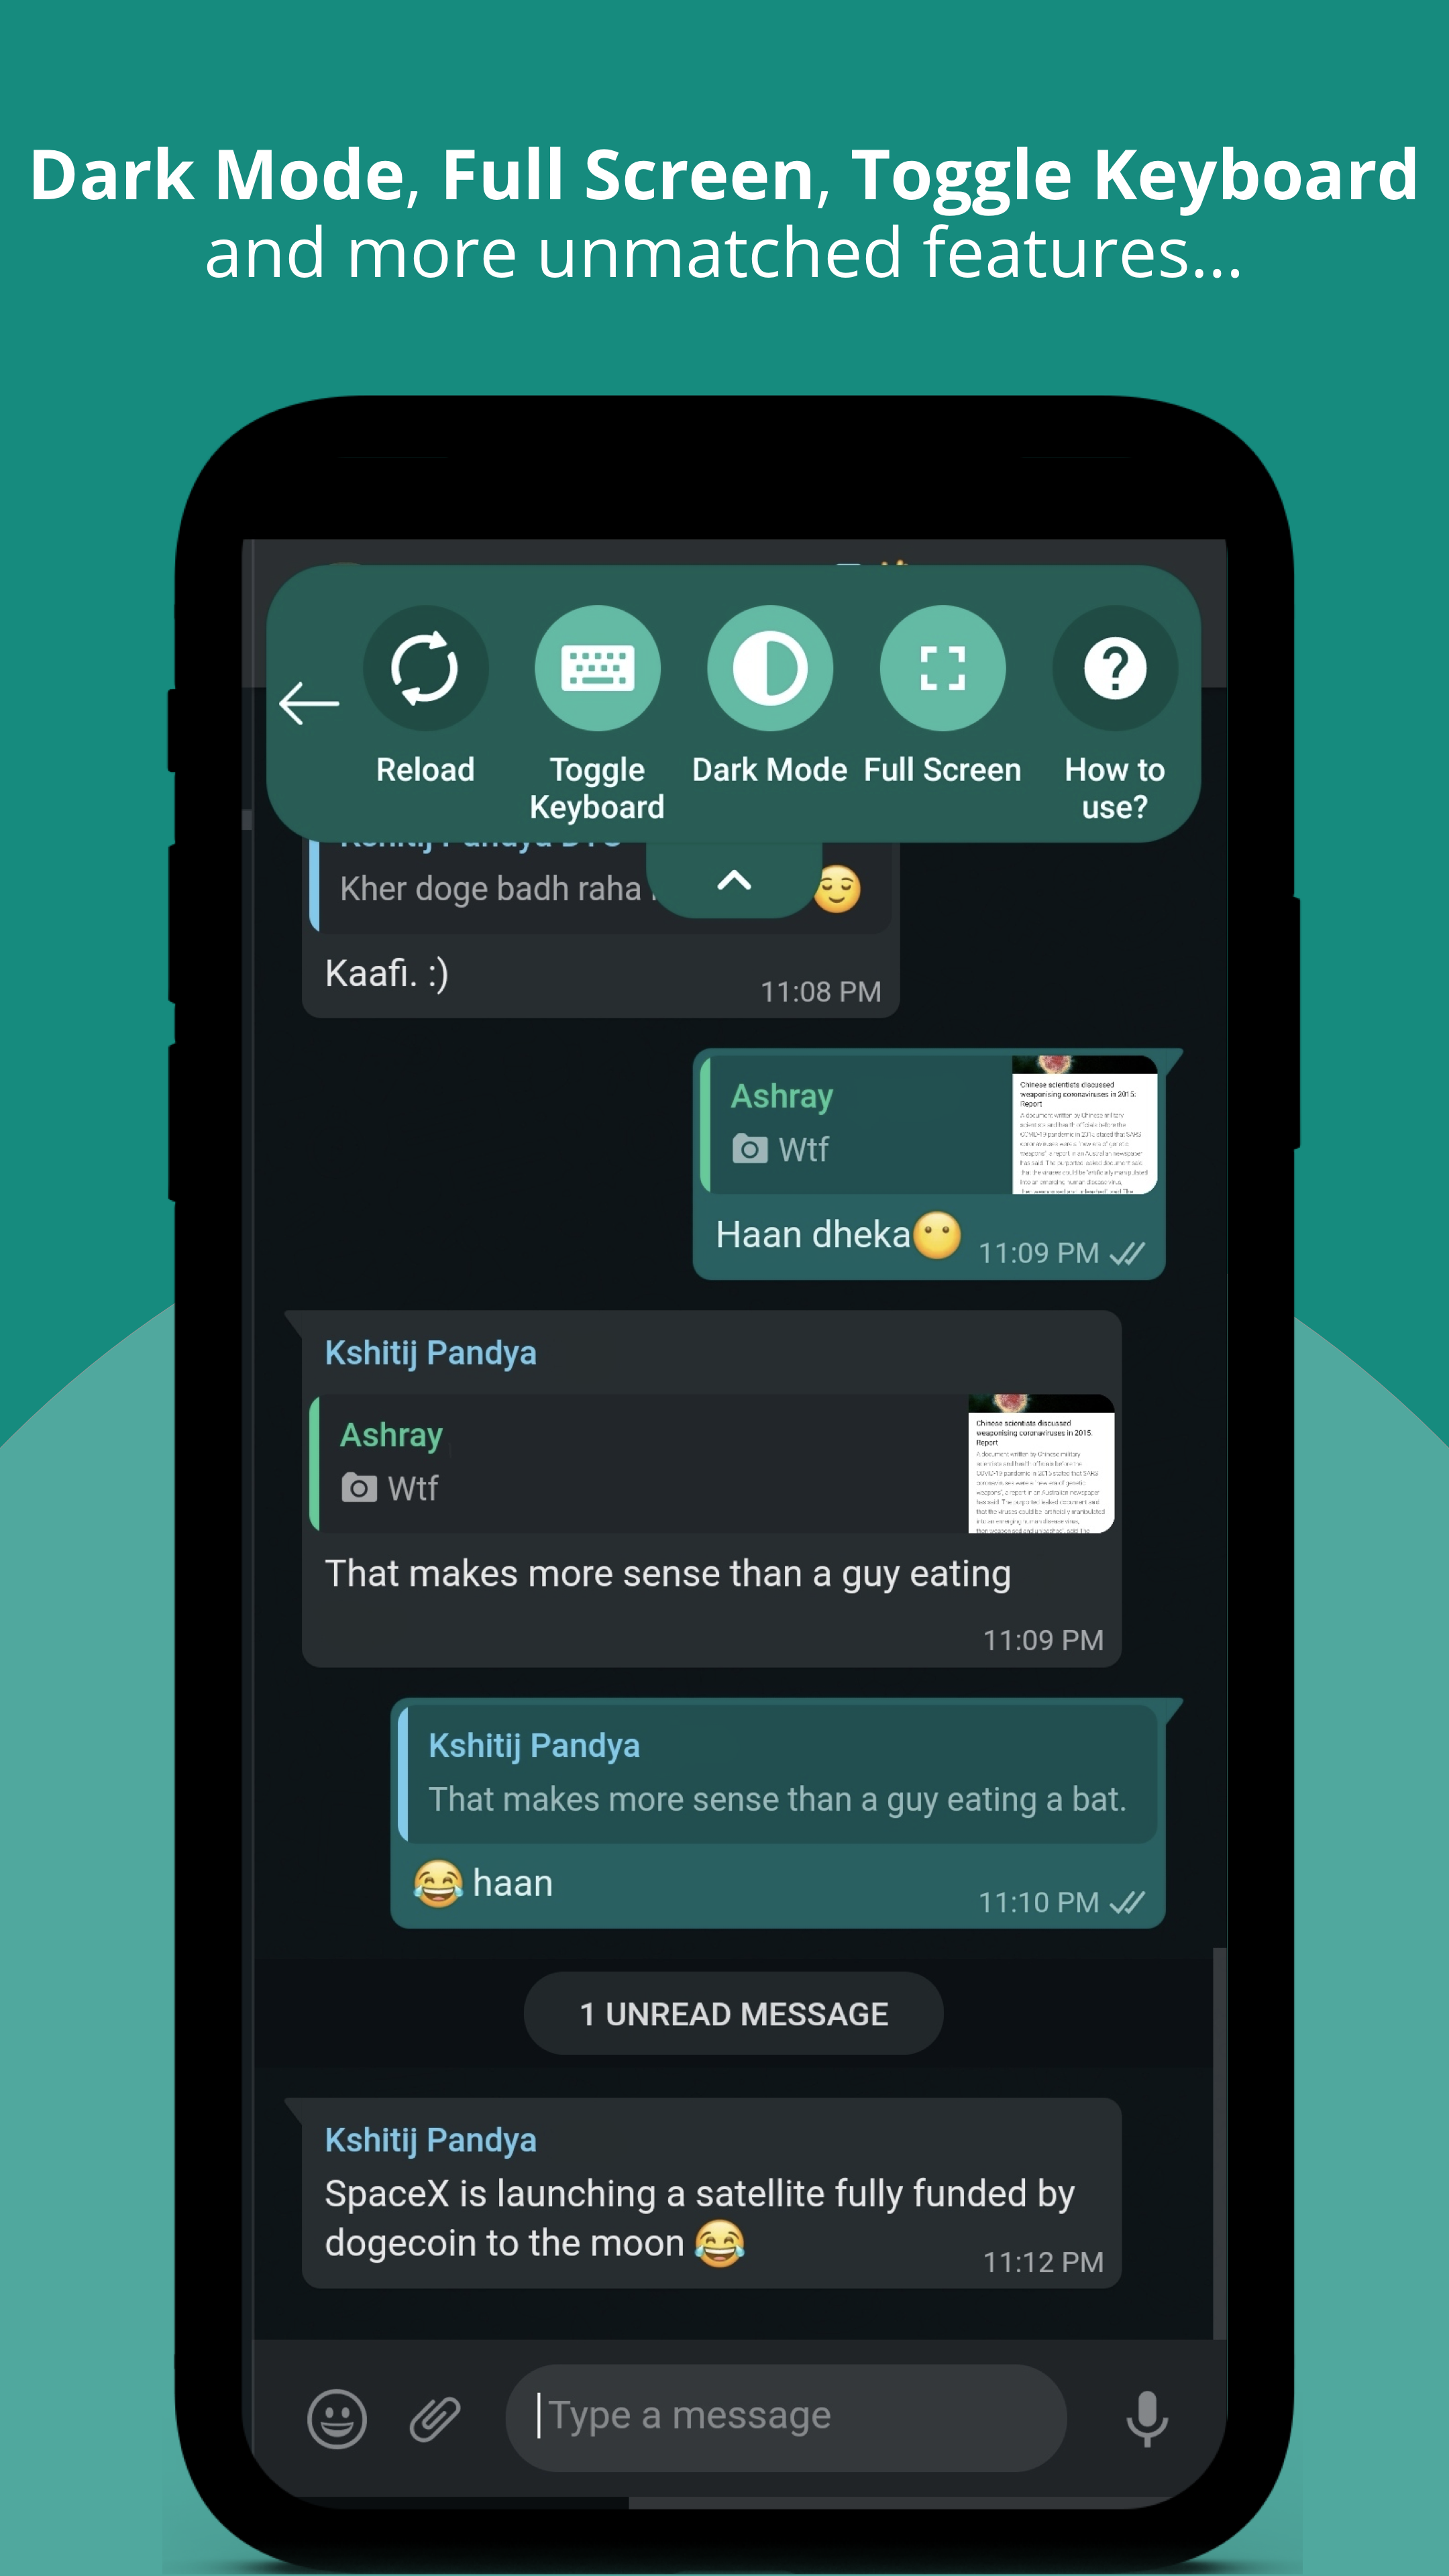 Dark Mode, Full Screen, Toggle Keyboard
and more unmatched features...
Reload
Toggle
Keyboard
Dark Mode
Full Screen
How to
use?
Kshitij Pandya
Kher doge badh raha
Kaafi. :)
11:08 PM
Ashray
Wtf
Chinese scientists discussed
weaponising coronaviruses in 2015:
Report
Haan dheka😶
11:09 PM
Kshitij Pandya
Ashray
Wtf
Chinese scientists discussed
weaponising coronaviruses in 2015:
Report
That makes more sense than a guy eating
11:09 PM
Kshitij Pandya
That makes more sense than a guy eating a bat.
😂 haan
11:10 PM
1 UNREAD MESSAGE
Kshitij Pandya
SpaceX is launching a satellite fully funded by
dogecoin to the moon 😂
11:12 PM
Type a message